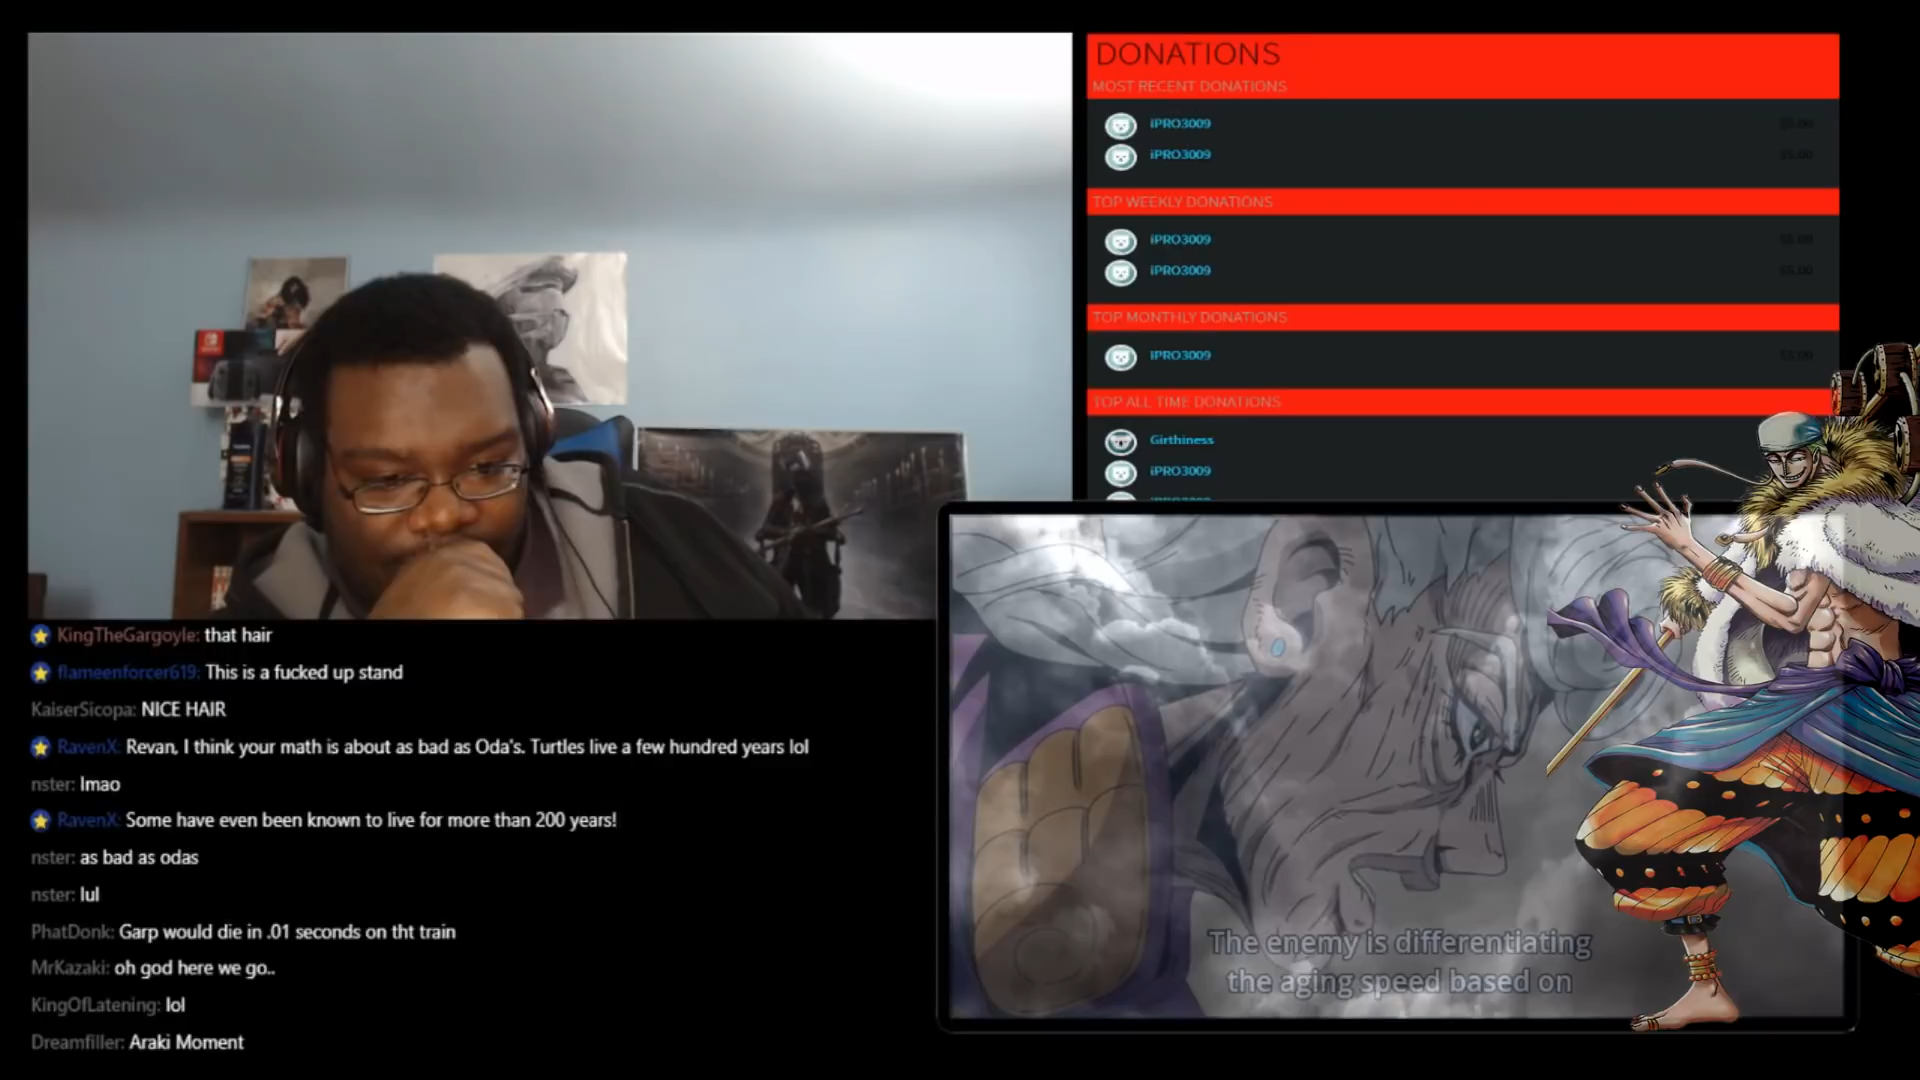 DONATIONS
MOST RECENT DONATIONS
iPRO3009
iPRO3009
TOP WEEKLY DONATIONS
iPRO3009
iPRO3009
TOP MONTHLY DONATIONS
iPRO3009
TOP ALL TIME DONATIONS
Girthiness
iPRO3009
KingTheGargoyle: that hair
flameenforcer619: This is a fucked up stand
KaiserSicopa: NICE HAIR
RavenX: Revan, I think your math is about as bad as Oda's. Turtles live a few hundred years lol
nster: lmao
RavenX: Some have even been known to live for more than 200 years!
nster: as bad as odas
nster: lul
PhatDonk: Garp would die in .01 seconds on tht train
MrKazaki: oh god here we go..
KingOfLatening: lol
Dreamfiller: Araki Moment
The enemy is differentiating
the aging speed based on